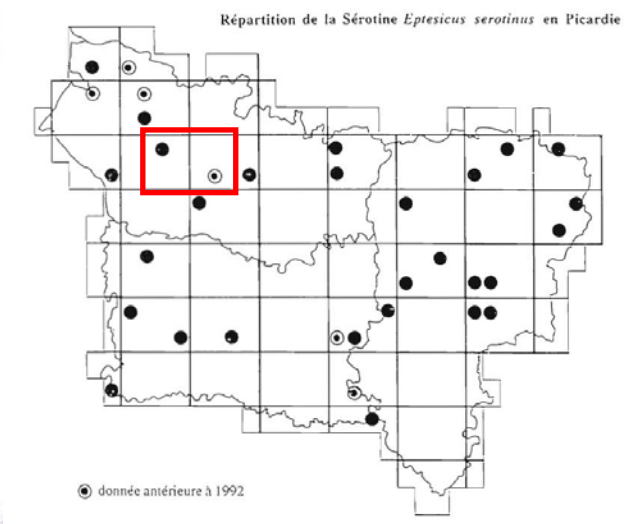 Répartition de la Sérotine Eptesicus serotinus en Picardie
donnée antérieure à 1992